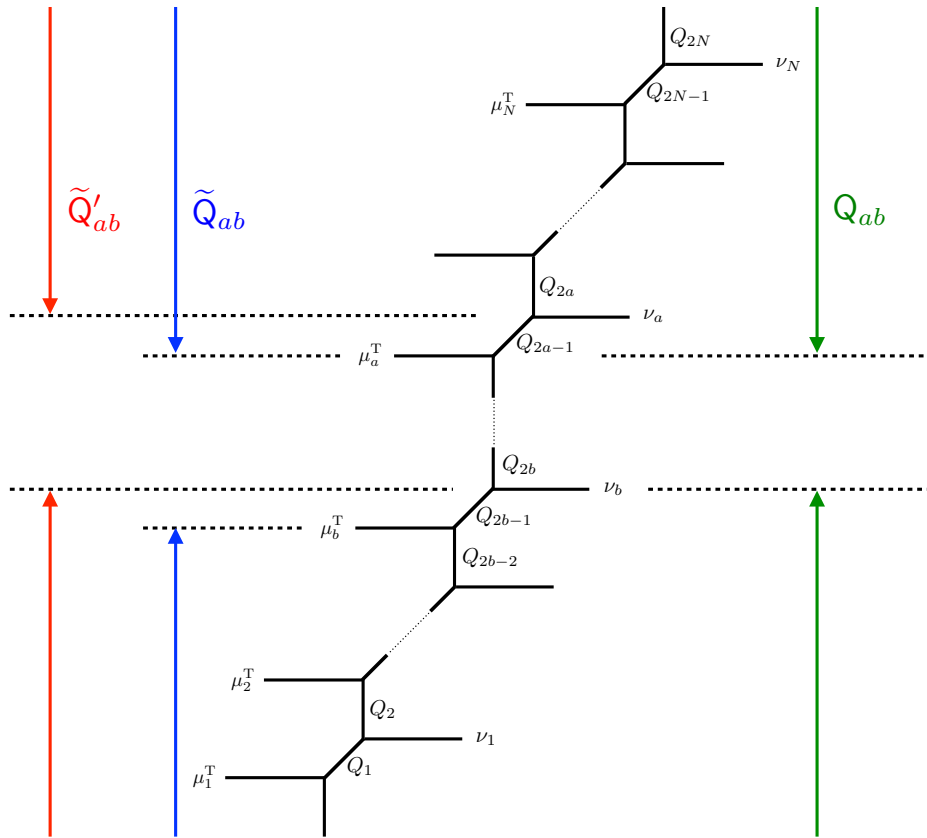 Q_{2N}
ν_N
Q_{2N−1}
μ_N^T
Q̃′_{ab}
Q̃_{ab}
Q_{ab}
Q_{2a}
ν_a
Q_{2a−1}
μ_a^T
Q_{2b}
ν_b
Q_{2b−1}
μ_b^T
Q_{2b−2}
μ_2^T
Q_2
ν_1
Q_1
μ_1^T